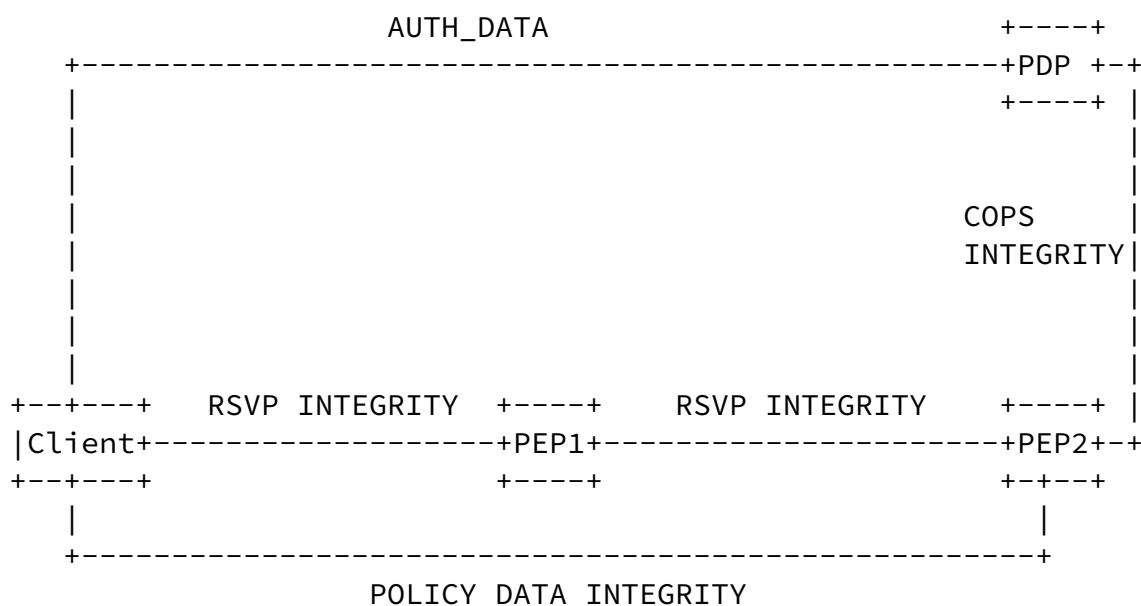 AUTH_DATA
PDP
COPS
INTEGRITY
RSVP INTEGRITY RSVP INTEGRITY
Client PEP1 PEP2
POLICY DATA INTEGRITY